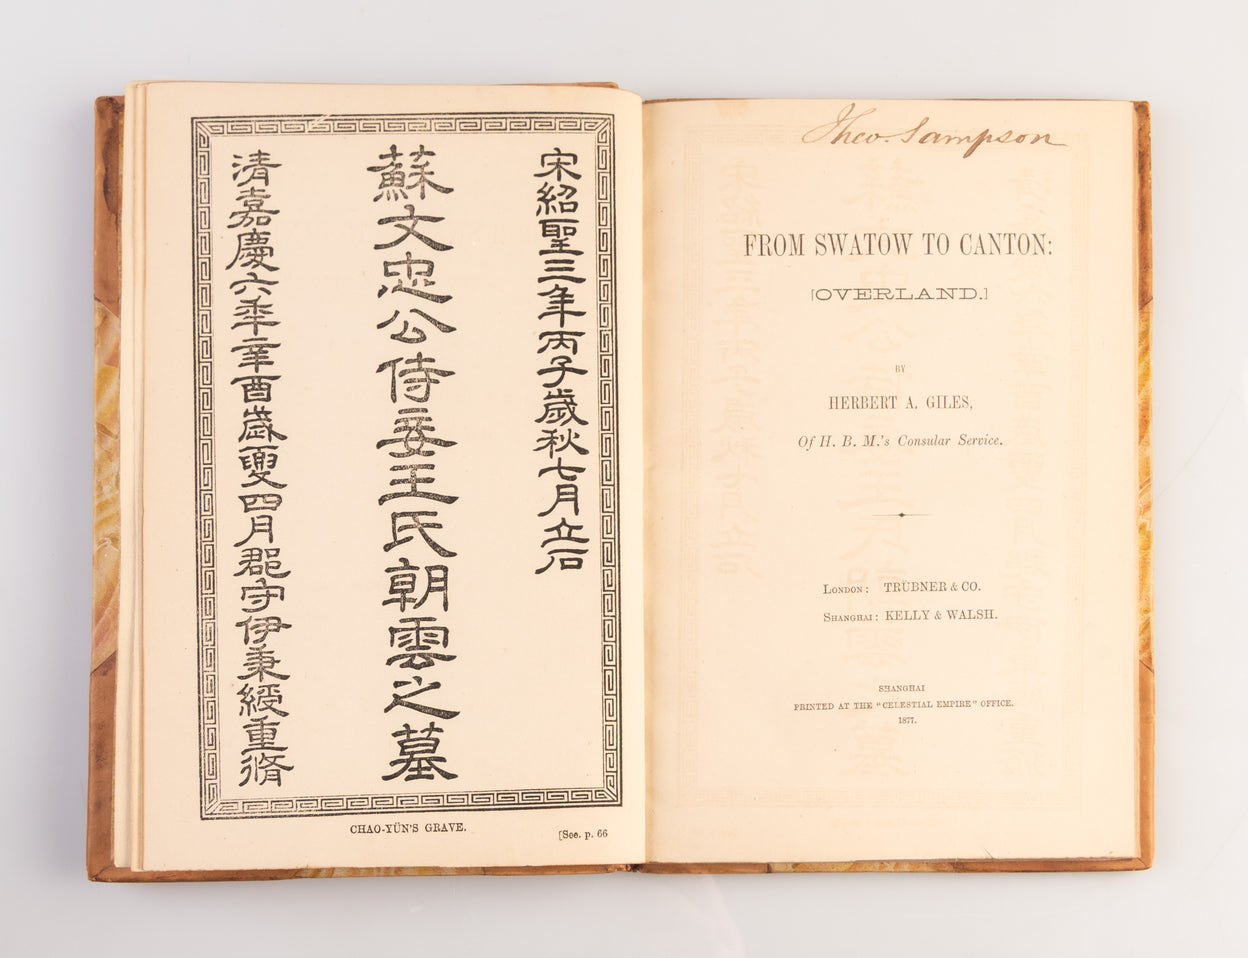 宋紹聖三年丙子歲秋七月立石
蘇文忠公侍妾王氏朝雲之墓
清嘉慶六年辛酉歲夏四月郡守伊秉綬重脩
CHAO-YÜN'S GRAVE.
[See. p. 66
Theo. Sampson
FROM SWATOW TO CANTON:
[OVERLAND.]
BY
HERBERT A. GILES,
Of H. B. M.'s Consular Service.
LONDON: TRÜBNER & CO.
SHANGHAI: KELLY & WALSH.
SHANGHAI
PRINTED AT THE "CELESTIAL EMPIRE" OFFICE.
1877.